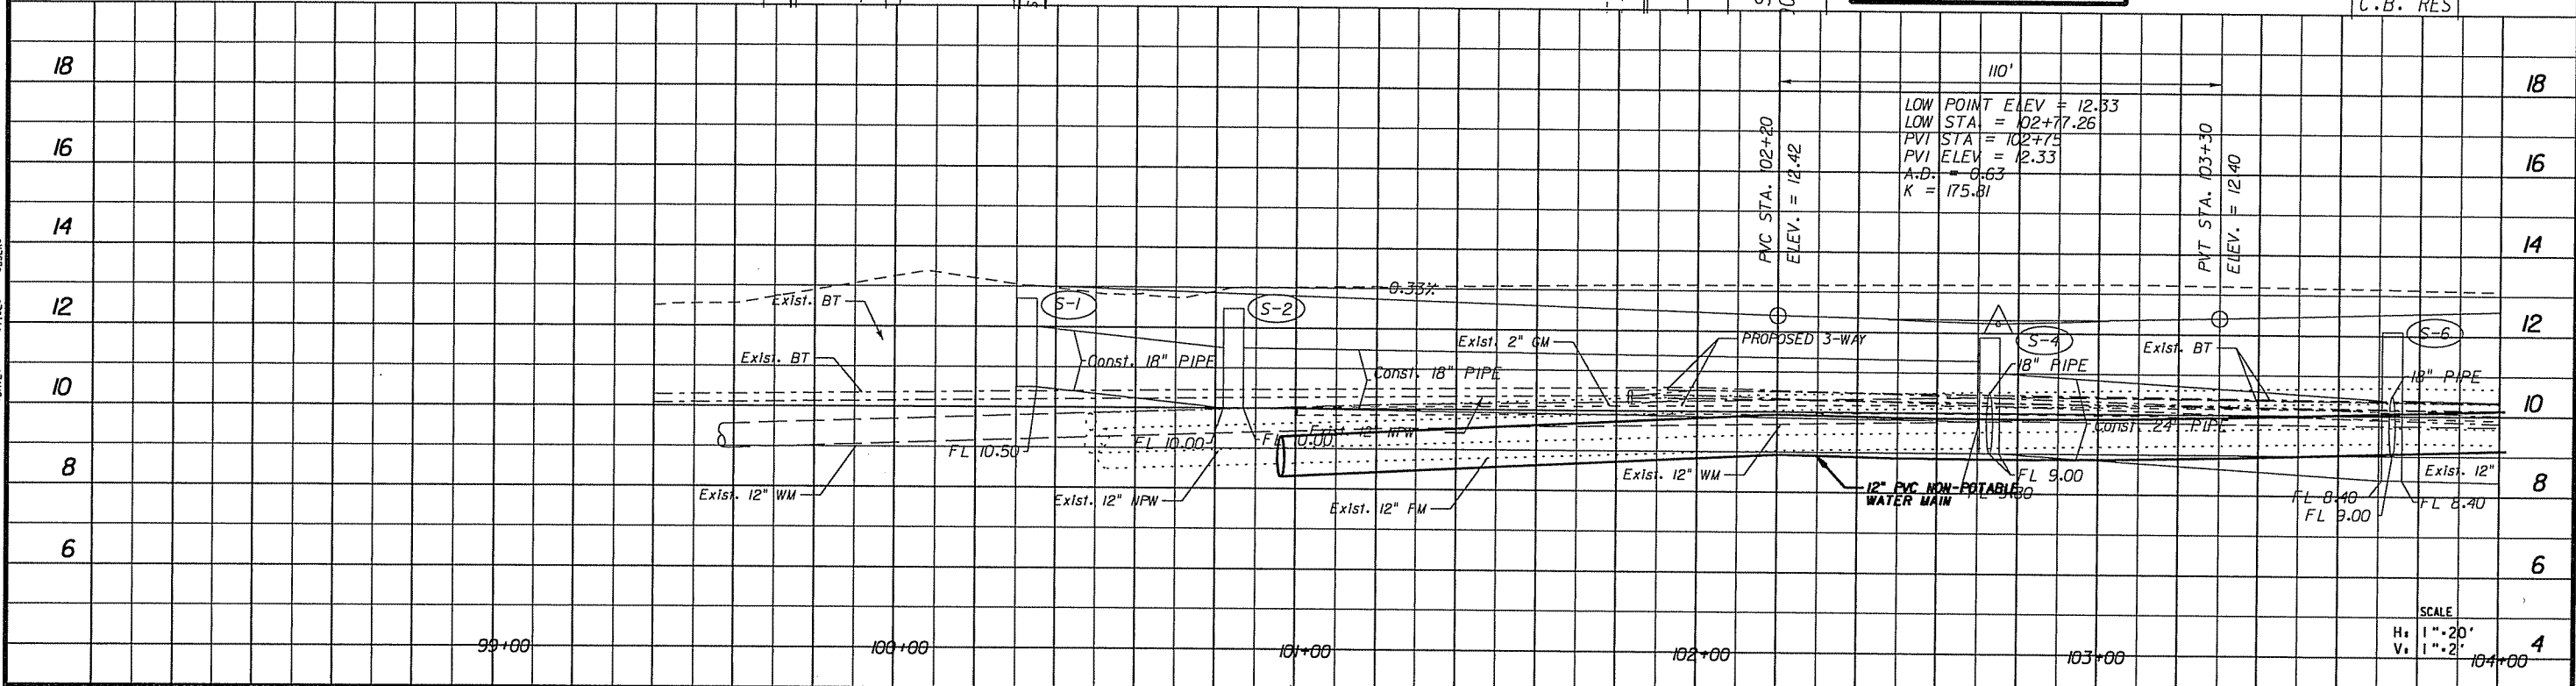 C.B. RES
18
16
14
12
10
8
6
18
16
14
12
10
8
6
4
110'
LOW POINT ELEV = 12.33
LOW STA. = 102+77.26
PVI STA = 102+75
PVI ELEV = 12.33
A.D. = 0.63
K = 175.81
PVC STA. 102+20
ELEV. = 12.42
PVT STA. 103+30
ELEV. = 12.40
0.33%
Exist. BT
S-1
S-2
S-4
S-6
Exist. BT
Const. 18" PIPE
Const. 18" PIPE
Exist. 2" GM
PROPOSED 3-WAY
18" PIPE
Exist. BT
18" PIPE
Const. 24" PIPE
FL 10.50
FL 10.00
FL 10.00
Exist. 12" NPW
Exist. 12" WM
Exist. 12" NPW
Exist. 12" FM
Exist. 12" WM
12" PVC NON-POTABLE
WATER MAIN
FL 9.00
FL 8.40
FL 9.00
FL 8.40
Exist. 12"
SCALE
H: 1"=20'
V: 1"=2'
99+00
100+00
101+00
102+00
103+00
104+00